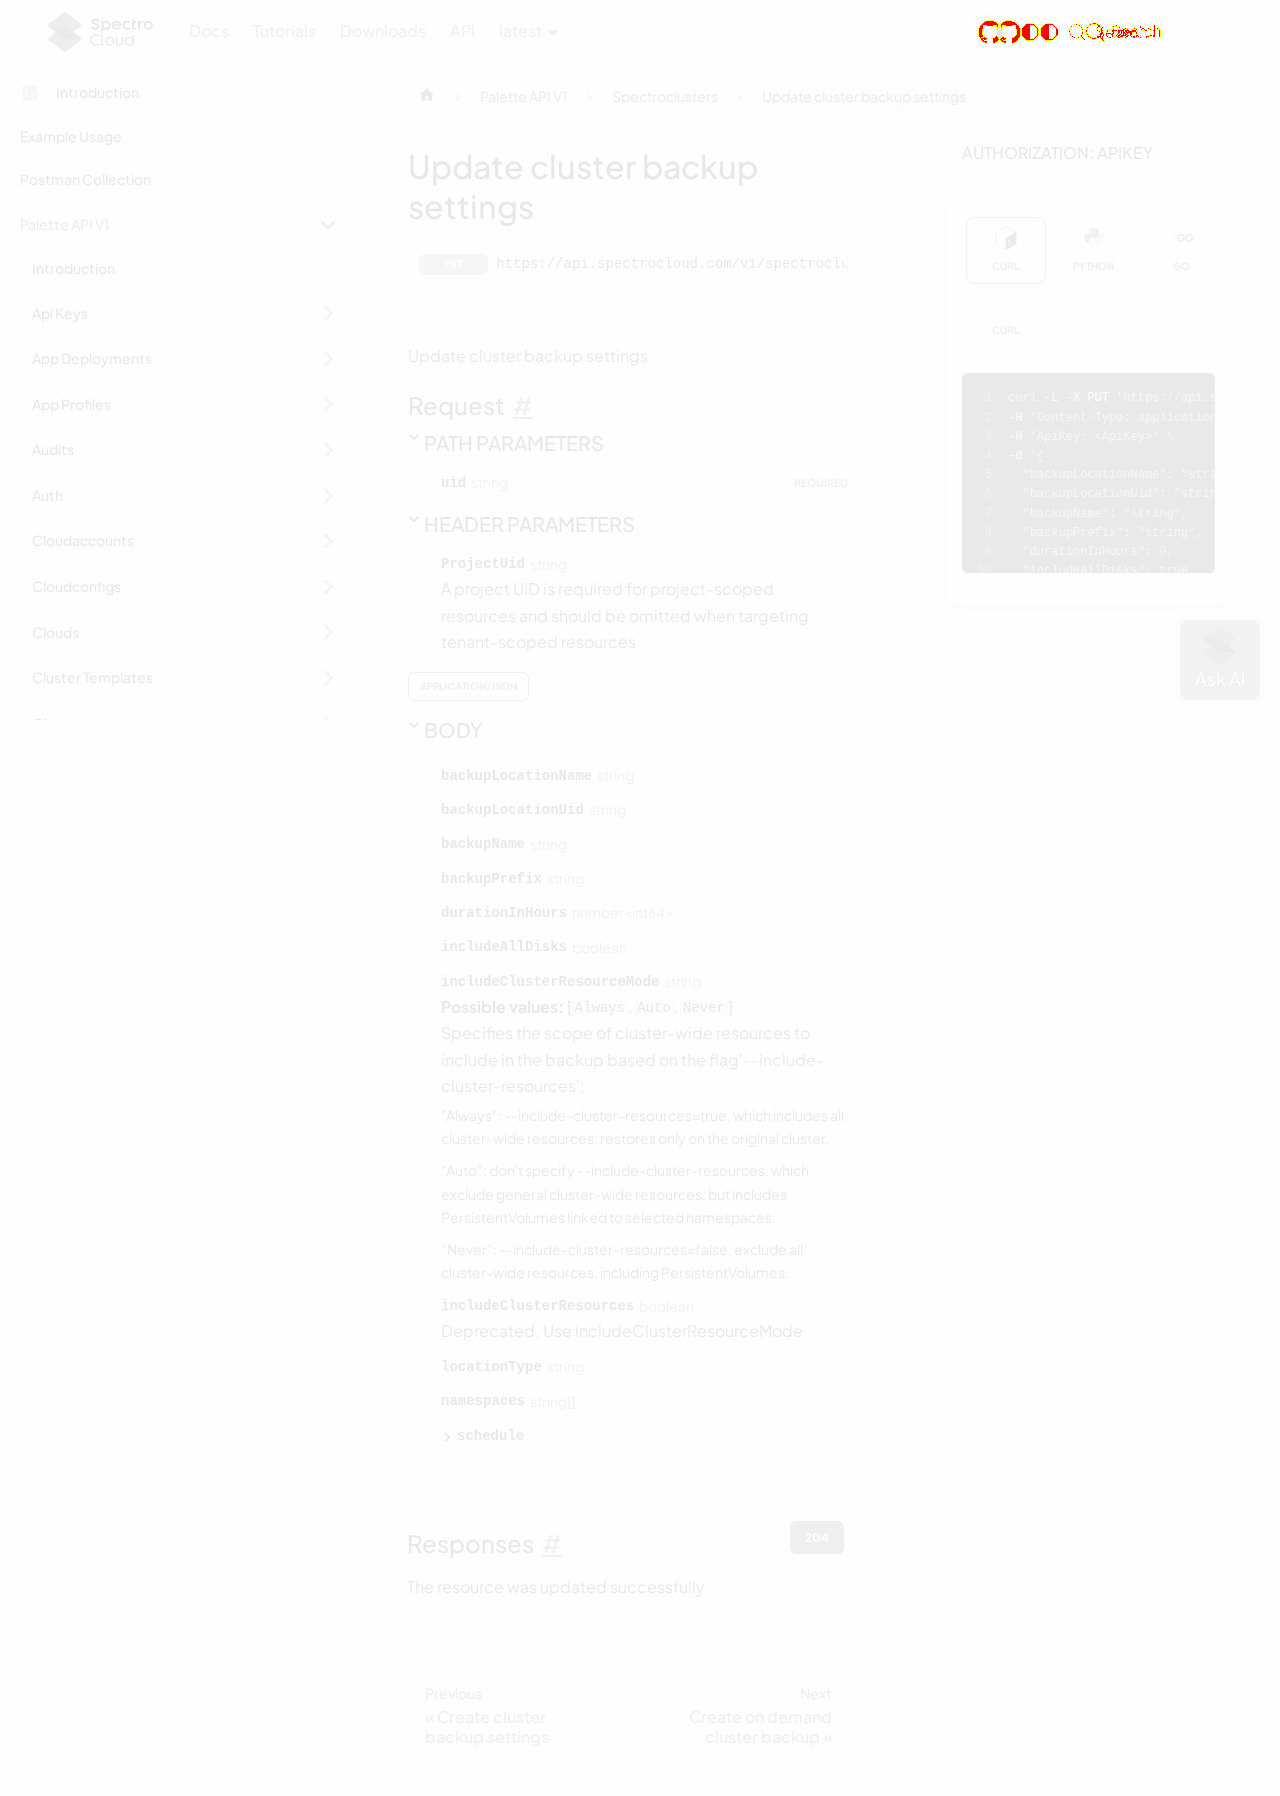 Spectro Cloud
Docs Tutorials Downloads API latest
Introduction
Example Usage
Postman Collection
Palette API V1
Introduction
Api Keys
App Deployments
App Profiles
Audits
Auth
Cloudaccounts
Cloudconfigs
Clouds
Cluster Templates
Palette API V1 Spectroclusters Update cluster backup settings
Update cluster backup
settings
PUT https://api.spectrocloud.com/v1/spectroclu
Update cluster backup settings
Request #
PATH PARAMETERS
uid string REQUIRED
HEADER PARAMETERS
ProjectUid string
A project UID is required for project-scoped
resources and should be omitted when targeting
tenant-scoped resources
APPLICATION/JSON
BODY
backupLocationName string
backupLocationUid string
backupName string
backupPrefix string
durationInHours number<int64>
includeAllDisks boolean
includeClusterResourceMode string
Possible values: [Always, Auto, Never]
Specifies the scope of cluster-wide resources to
include in the backup based on the flag'--include-
cluster-resources':
"Always": --include-cluster-resources=true, which includes all
cluster-wide resources; restores only on the original cluster.
"Auto": don't specify --include-cluster-resources, which
exclude general cluster-wide resources, but includes
PersistentVolumes linked to selected namespaces.
"Never": --include-cluster-resources=false, exclude all
cluster-wide resources, including PersistentVolumes.
includeClusterResources boolean
Deprecated. Use includeClusterResourceMode
locationType string
namespaces string[]
schedule
Responses #
204
The resource was updated successfully
Previous
« Create cluster
backup settings
Next
Create on demand
cluster backup »
AUTHORIZATION: APIKEY
CURL PYTHON GO
CURL
1 curl -L -X PUT 'https://api.s
2 -H 'Content-Type: application
3 -H 'ApiKey: <ApiKey>' \
4 -d '{
5 "backupLocationName": "stri
6 "backupLocationUid": "strin
7 "backupName": "string",
8 "backupPrefix": "string",
9 "durationInHours": 0,
10 "includeAllDisks": true,
Ask AI